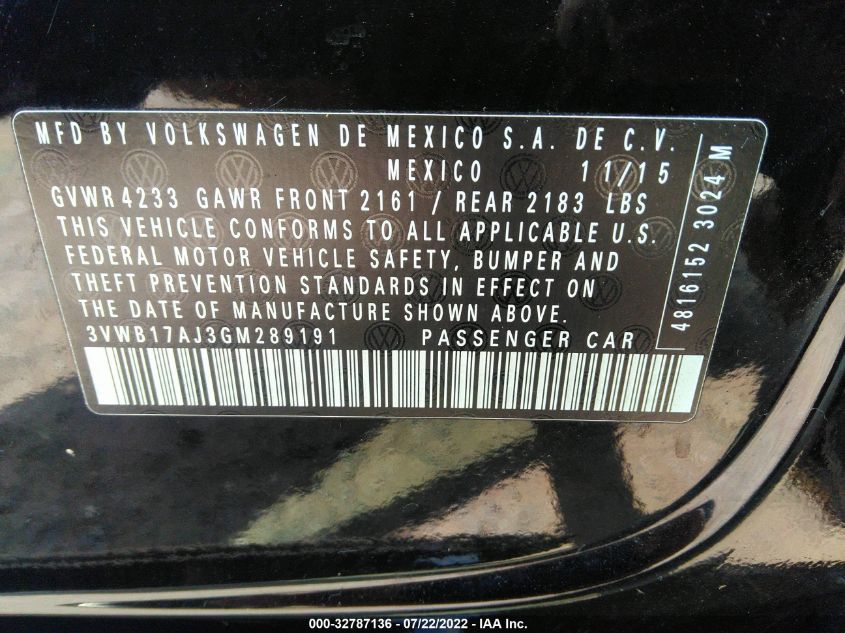 MFD BY VOLKSWAGEN DE MEXICO S.A. DE C.V.
MEXICO 11/15
GVWR 4233 GAWR FRONT 2161 / REAR 2183 LBS
THIS VEHICLE CONFORMS TO ALL APPLICABLE U.S.
FEDERAL MOTOR VEHICLE SAFETY, BUMPER AND
THEFT PREVENTION STANDARDS IN EFFECT ON
THE DATE OF MANUFACTURE SHOWN ABOVE.
3VWB17AJ3GM289191 PASSENGER CAR
4816152 3024 M
000-32787136 - 07/22/2022 - IAA Inc.